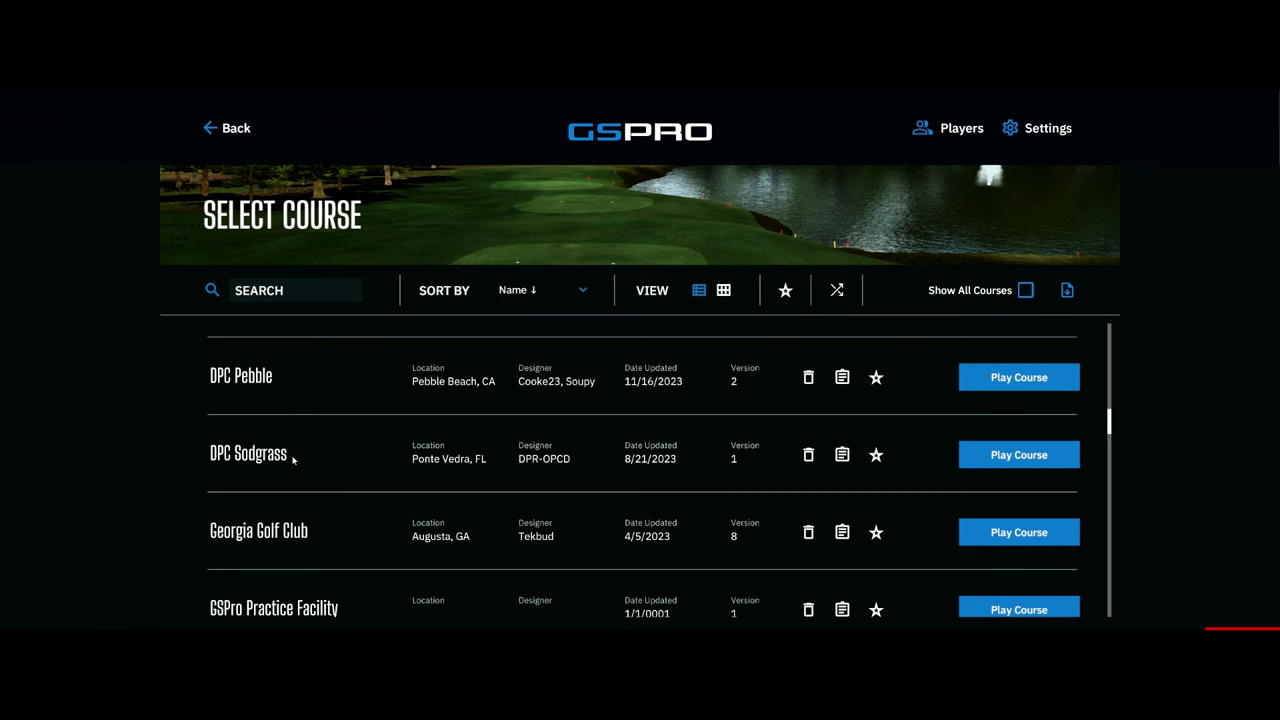 Back
GSPRO
Players
Settings
SELECT COURSE
SEARCH
SORT BY
Name ↓
VIEW
Show All Courses
DPC Pebble
Location
Pebble Beach, CA
Designer
Cooke23, Soupy
Date Updated
11/16/2023
Version
2
Play Course
DPC Sodgrass
Location
Ponte Vedra, FL
Designer
DPR-OPCD
Date Updated
8/21/2023
Version
1
Play Course
Georgia Golf Club
Location
Augusta, GA
Designer
Tekbud
Date Updated
4/5/2023
Version
8
Play Course
GSPro Practice Facility
Location
Designer
Date Updated
1/1/0001
Version
1
Play Course